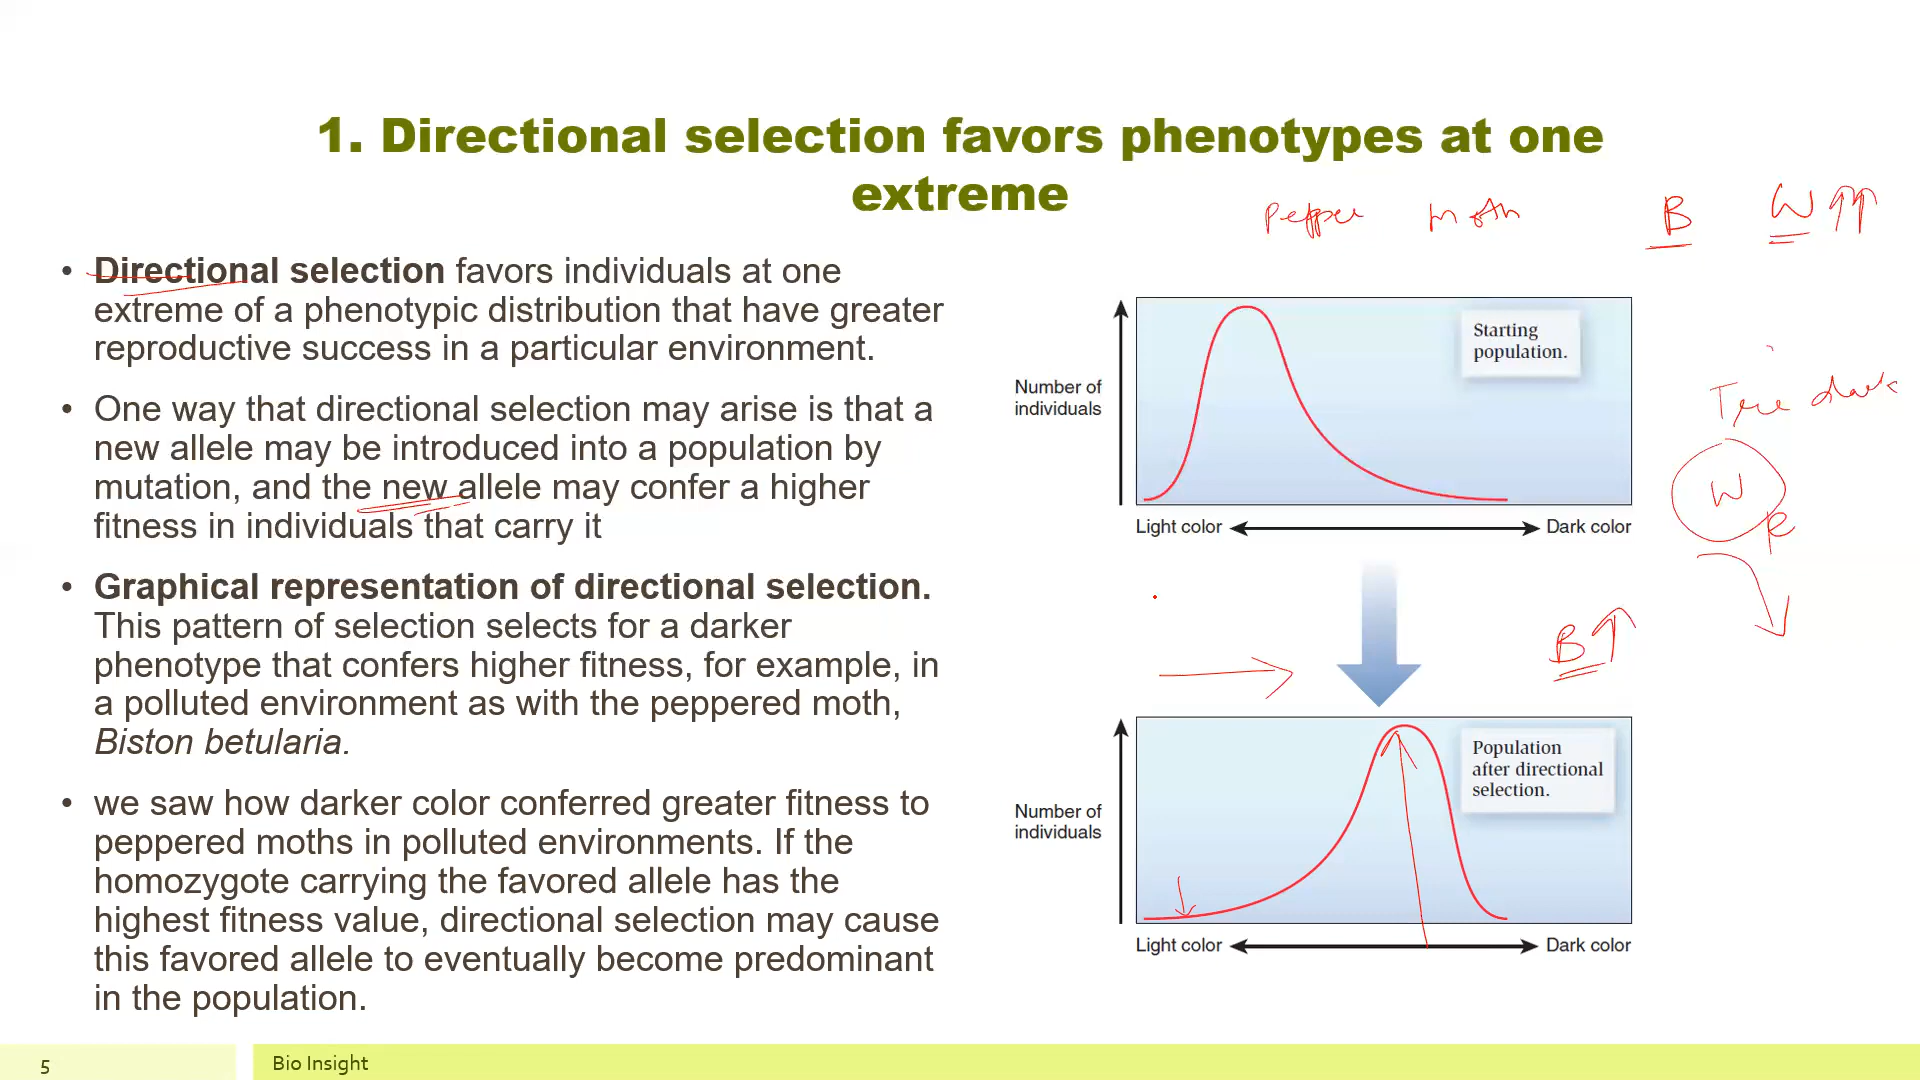 1. Directional selection favors phenotypes at one
extreme
Pepper moth B W
• Directional selection favors individuals at one
extreme of a phenotypic distribution that have greater
reproductive success in a particular environment.
• One way that directional selection may arise is that a
new allele may be introduced into a population by
mutation, and the new allele may confer a higher
fitness in individuals that carry it
• Graphical representation of directional selection.
This pattern of selection selects for a darker
phenotype that confers higher fitness, for example, in
a polluted environment as with the peppered moth,
Biston betularia.
• we saw how darker color conferred greater fitness to
peppered moths in polluted environments. If the
homozygote carrying the favored allele has the
highest fitness value, directional selection may cause
this favored allele to eventually become predominant
in the population.
Starting
population.
Number of
individuals
Light color Dark color
Tree dark
W
B
Population
after directional
selection.
Number of
individuals
Light color Dark color
5
Bio Insight